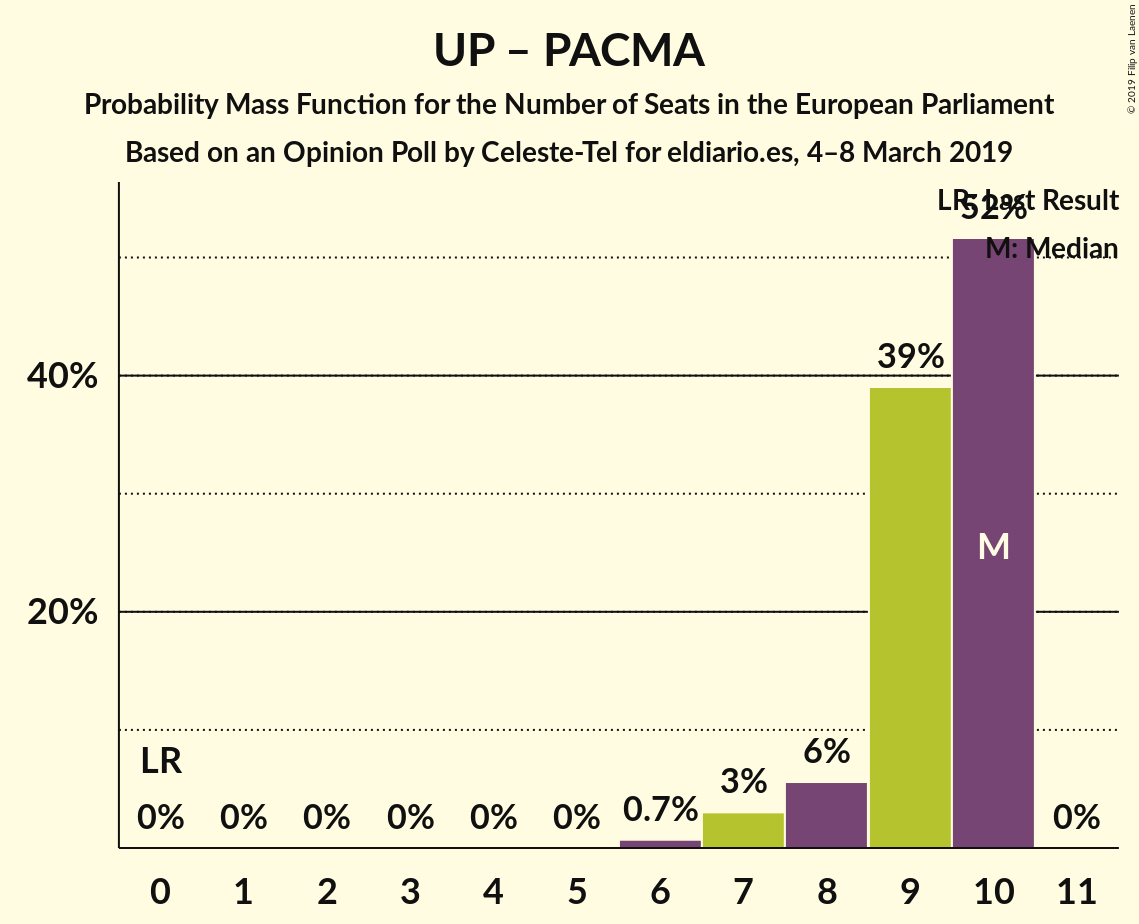 UP – PACMA
Probability Mass Function for the Number of Seats in the European Parliament
Based on an Opinion Poll by Celeste-Tel for eldiario.es, 4–8 March 2019
© 2019 Filip van Laenen
LR: Last Result
M: Median
52%
39%
40%
M
20%
LR
0% 0% 0% 0% 0% 0% 0.7% 3% 6% 0%
0 1 2 3 4 5 6 7 8 9 10 11